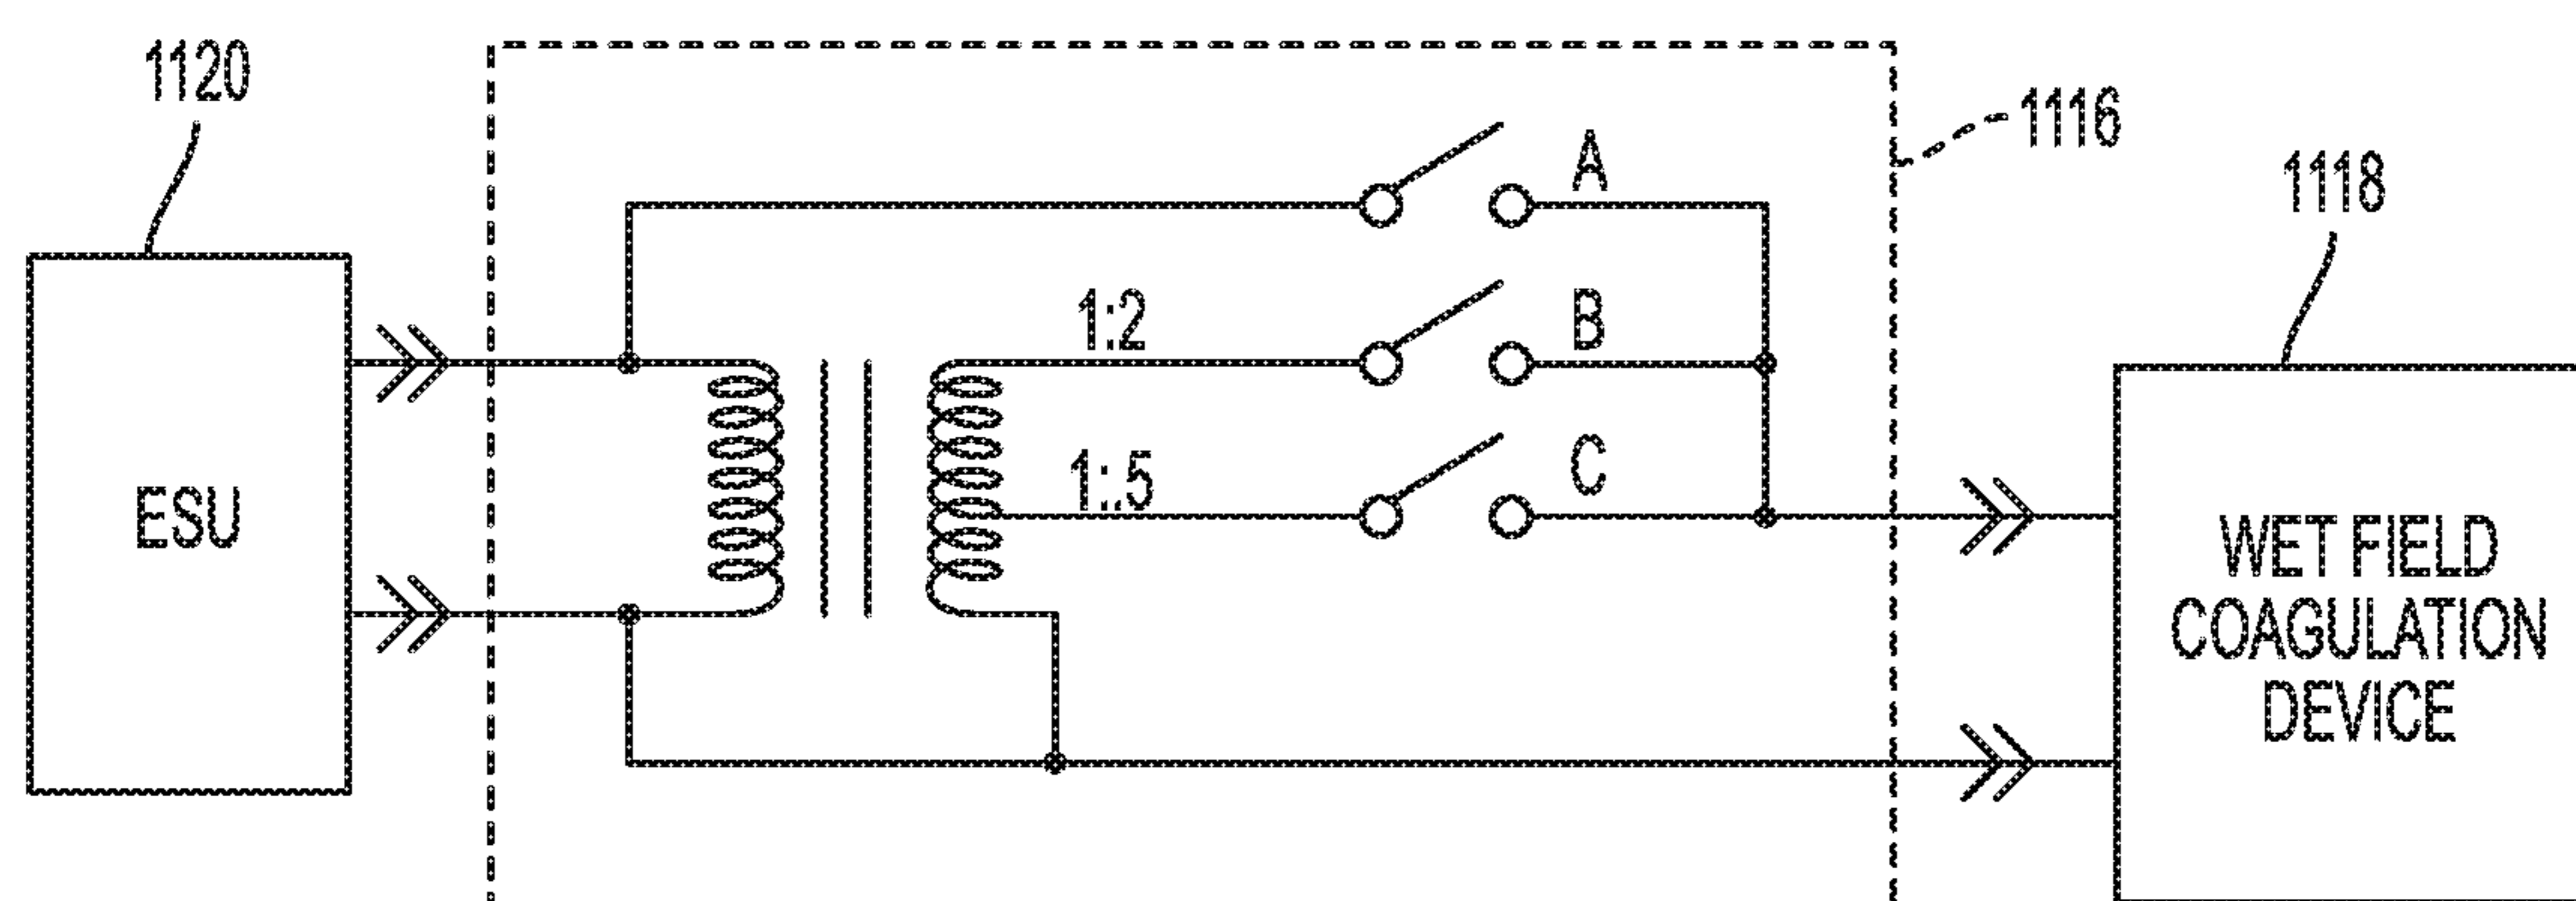 1120
1116
1118
A
1:2
B
1:.5
C
ESU
WET FIELD
COAGULATION
DEVICE